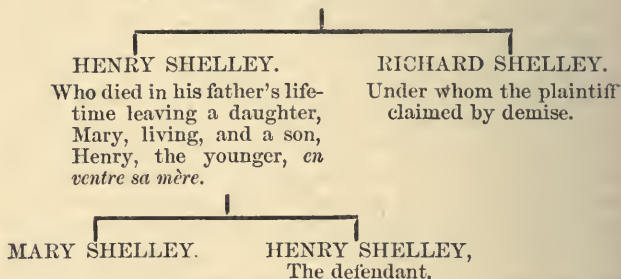 HENRY SHELLEY.
Who died in his father's life-
time leaving a daughter,
Mary, living, and a son,
Henry, the younger, en
ventre sa mère.
RICHARD SHELLEY.
Under whom the plaintiff
claimed by demise.
MARY SHELLEY.
HENRY SHELLEY,
The defendant.